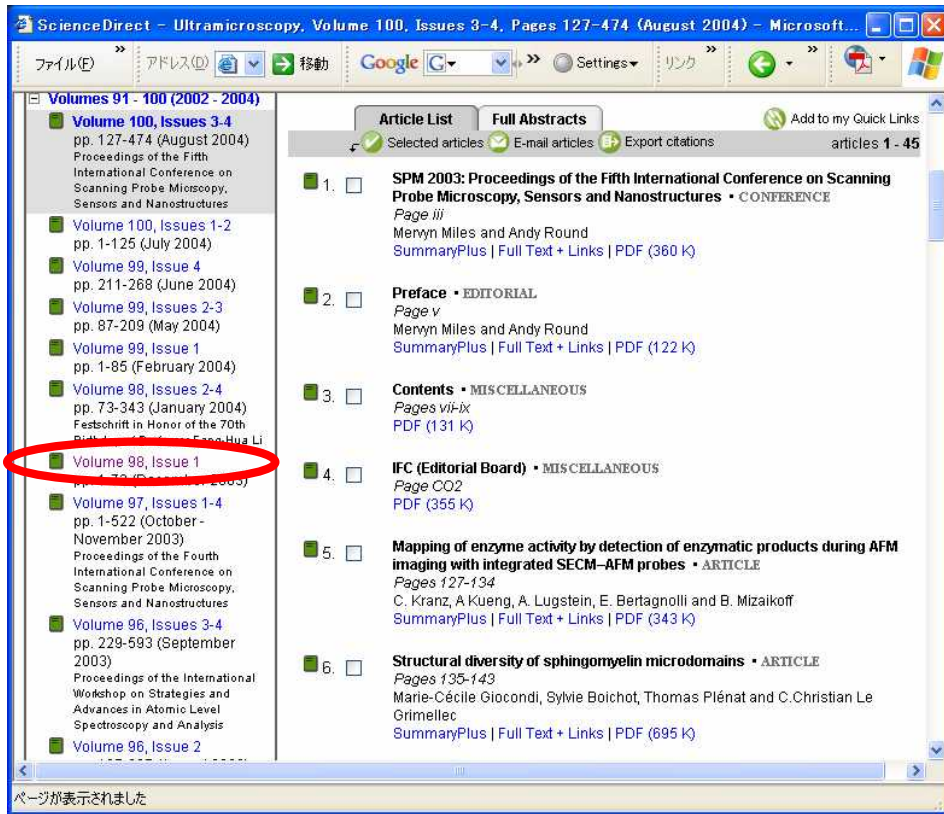 ScienceDirect - Ultramicroscopy, Volume 100, Issues 3-4, Pages 127-474 (August 2004) - Microsoft...
ファイル(F) » アドレス(D) 移動 Google G » Settings リンク » »
Volumes 91 - 100 (2002 - 2004)
Volume 100, Issues 3-4
pp. 127-474 (August 2004)
Proceedings of the Fifth
International Conference on
Scanning Probe Micrscopy,
Sensors and Nanostructures
Volume 100, Issues 1-2
pp. 1-125 (July 2004)
Volume 99, Issue 4
pp. 211-268 (June 2004)
Volume 99, Issues 2-3
pp. 87-209 (May 2004)
Volume 99, Issue 1
pp. 1-85 (February 2004)
Volume 98, Issues 2-4
pp. 73-343 (January 2004)
Festschrift in Honor of the 70th
Birthday of Professor Fang-Hua Li
Volume 98, Issue 1
pp. 1-72 (December 2003)
Volume 97, Issues 1-4
pp. 1-522 (October -
November 2003)
Proceedings of the Fourth
International Conference on
Scanning Probe Microscopy,
Sensors and Nanostructures
Volume 96, Issues 3-4
pp. 229-593 (September
2003)
Proceedings of the International
Workshop on Strategies and
Advances in Atomic Level
Spectroscopy and Analysis
Volume 96, Issue 2
Article List Full Abstracts Add to my Quick Links
Selected articles E-mail articles Export citations articles 1 - 45
1. SPM 2003: Proceedings of the Fifth International Conference on Scanning
Probe Microscopy, Sensors and Nanostructures • CONFERENCE
Page iii
Mervyn Miles and Andy Round
SummaryPlus | Full Text + Links | PDF (360 K)
2. Preface • EDITORIAL
Page v
Mervyn Miles and Andy Round
SummaryPlus | Full Text + Links | PDF (122 K)
3. Contents • MISCELLANEOUS
Pages vii-ix
PDF (131 K)
4. IFC (Editorial Board) • MISCELLANEOUS
Page CO2
PDF (355 K)
5. Mapping of enzyme activity by detection of enzymatic products during AFM
imaging with integrated SECM–AFM probes • ARTICLE
Pages 127-134
C. Kranz, A Kueng, A. Lugstein, E. Bertagnolli and B. Mizaikoff
SummaryPlus | Full Text + Links | PDF (343 K)
6. Structural diversity of sphingomyelin microdomains • ARTICLE
Pages 135-143
Marie-Cécile Giocondi, Sylvie Boichot, Thomas Plénat and C.Christian Le
Grimellec
SummaryPlus | Full Text + Links | PDF (695 K)
ページが表示されました